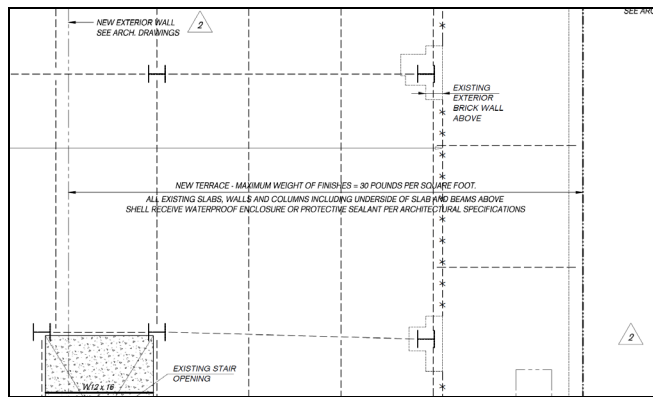 SEE ARC
NEW EXTERIOR WALL
SEE ARCH. DRAWINGS
2
EXISTING
EXTERIOR
BRICK WALL
ABOVE
NEW TERRACE - MAXIMUM WEIGHT OF FINISHES = 30 POUNDS PER SQUARE FOOT.
ALL EXISTING SLABS, WALLS AND COLUMNS INCLUDING UNDERSIDE OF SLAB AND BEAMS ABOVE
SHELL RECEIVE WATERPROOF ENCLOSURE OR PROTECTIVE SEALANT PER ARCHITECTURAL SPECIFICATIONS
2
EXISTING STAIR
OPENING
W12 x 16